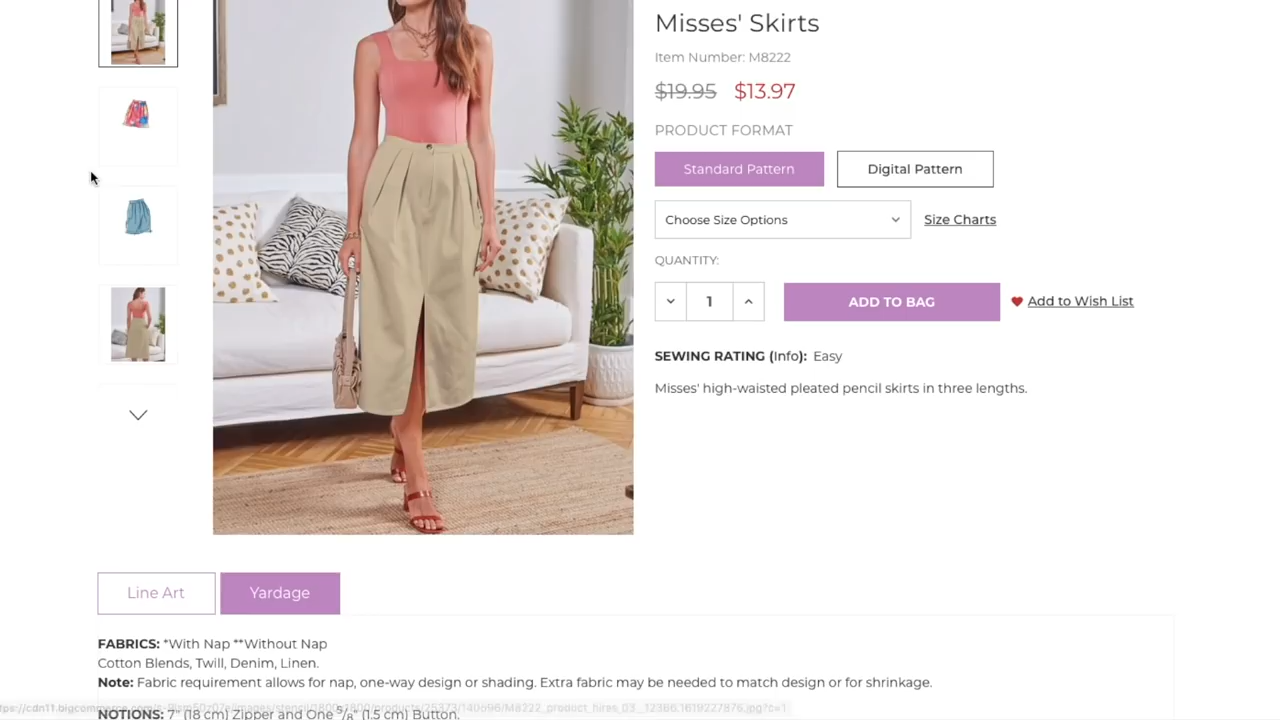 Misses' Skirts
Item Number: M8222
$19.95 $13.97
PRODUCT FORMAT
Standard Pattern Digital Pattern
Choose Size Options Size Charts
QUANTITY:
1 ADD TO BAG Add to Wish List
SEWING RATING (Info): Easy
Misses' high-waisted pleated pencil skirts in three lengths.
Line Art Yardage
FABRICS: *With Nap **Without Nap
Cotton Blends, Twill, Denim, Linen.
Note: Fabric requirement allows for nap, one-way design or shading. Extra fabric may be needed to match design or for shrinkage.
NOTIONS: 7" (18 cm) Zipper and One 5/8" (1.5 cm) Button.